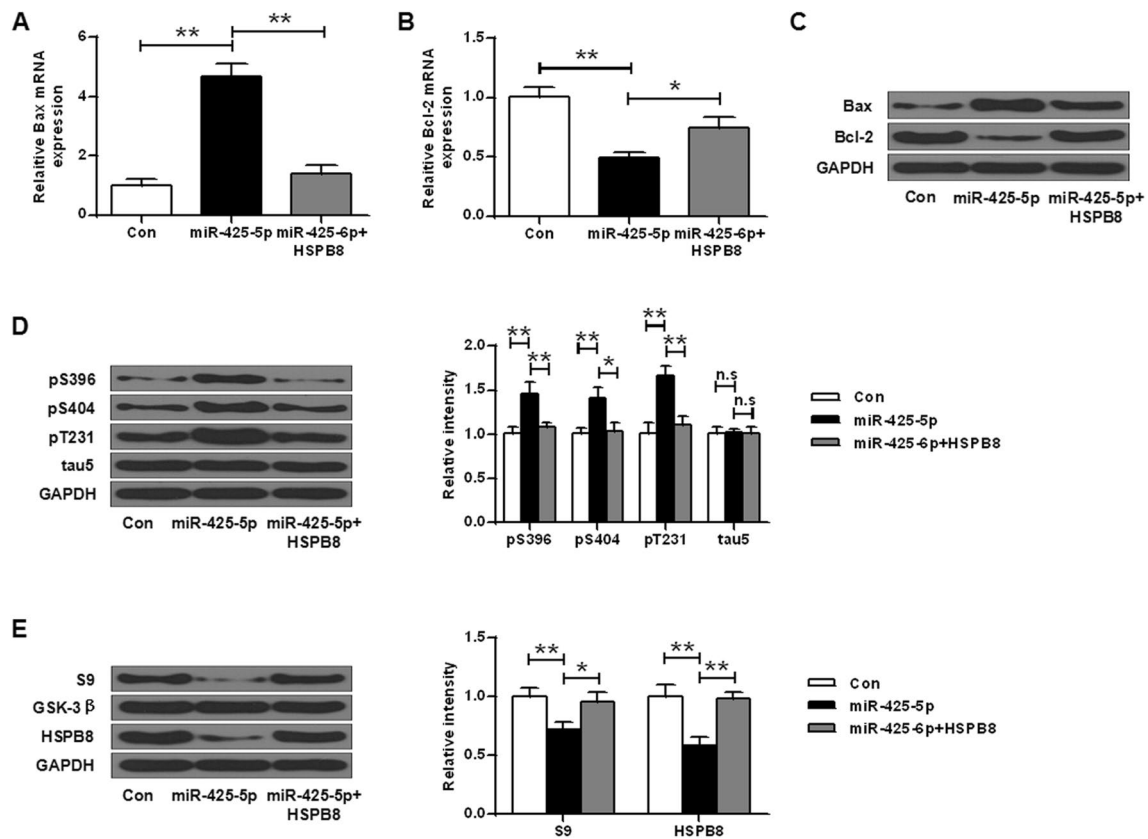 A
Relaitive Bax mRNA
expression
6
4
2
0
**
**
Con
miR-425-5p
miR-425-6p+
HSPB8
B
Relaitive Bcl-2 mRNA
expression
1.5
1.0
0.5
0.0
**
*
Con
miR-425-5p
miR-425-6p+
HSPB8
C
Bax
Bcl-2
GAPDH
Con miR-425-5p miR-425-5p+
HSPB8
D
pS396
pS404
pT231
tau5
GAPDH
Con miR-425-5p miR-425-5p+
HSPB8
Relative intensity
2.0
1.5
1.0
0.5
0.0
**
**
**
*
**
**
n.s
n.s
pS396 pS404 pT231 tau5
Con
miR-425-5p
miR-425-6p+HSPB8
E
S9
GSK-3β
HSPB8
GAPDH
Con miR-425-5p miR-425-5p+
HSPB8
Relative intensity
1.5
1.0
0.5
0.0
**
*
**
**
S9 HSPB8
Con
miR-425-5p
miR-425-6p+HSPB8